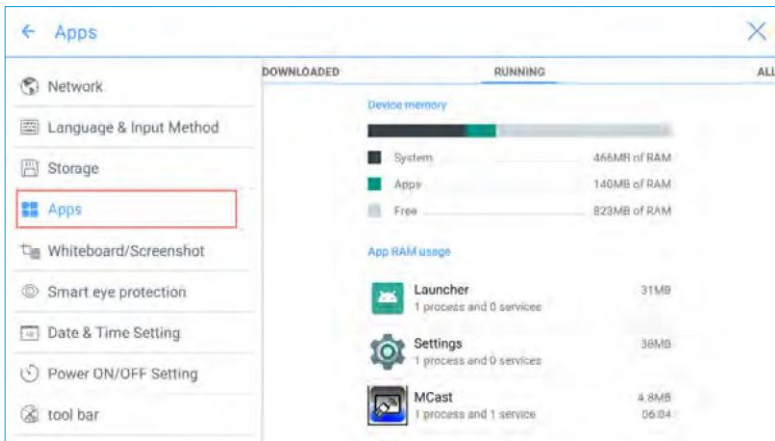 Apps
Network
Language & Input Method
Storage
Apps
Whiteboard/Screenshot
Smart eye protection
Date & Time Setting
Power ON/OFF Setting
tool bar
DOWNLOADED RUNNING ALL
Device memory
System 466MB of RAM
Apps 140MB of RAM
Free 823MB of RAM
App RAM usage
Launcher 31MB
1 process and 0 services
Settings 38MB
1 process and 0 services
MCast 4.8MB
1 process and 1 service 06:04